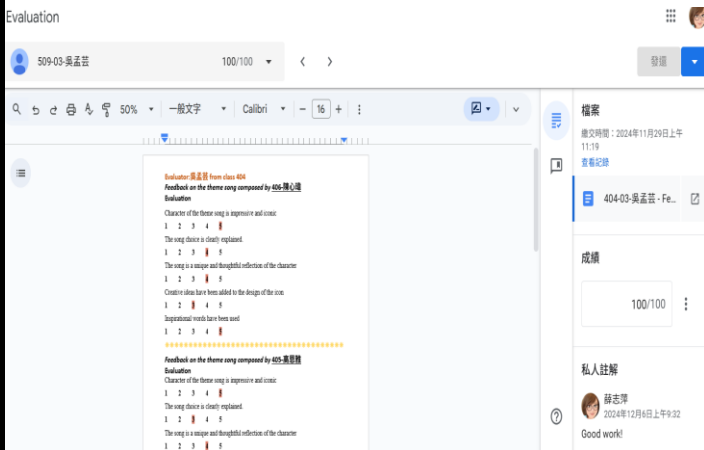 Evaluation
509-03-吳孟芸
100/100
發還
50%
一般文字
Calibri
16
檔案
繳交時間：2024年11月29日上午
11:19
查看記錄
404-03-吳孟芸 - Fe...
成績
100/100
私人註解
薛志萍
2024年12月6日上午9:32
Good work!
Evaluator:吳孟芸 from class 404
Feedback on the theme song composed by 406-陳心瑋
Evaluation
Character of the theme song is impressive and iconic
1 2 3 4 5
The song choice is clearly explained.
1 2 3 4 5
The song is a unique and thoughtful reflection of the character
1 2 3 4 5
Creative ideas have been added to the design of the icon
1 2 3 4 5
Inspirational words have been used
1 2 3 4 5
Feedback on the theme song composed by 405-
Evaluation
Character of the theme song is impressive and iconic
1 2 3 4 5
The song choice is clearly explained.
1 2 3 4 5
The song is a unique and thoughtful reflection of the character
1 2 3 4 5